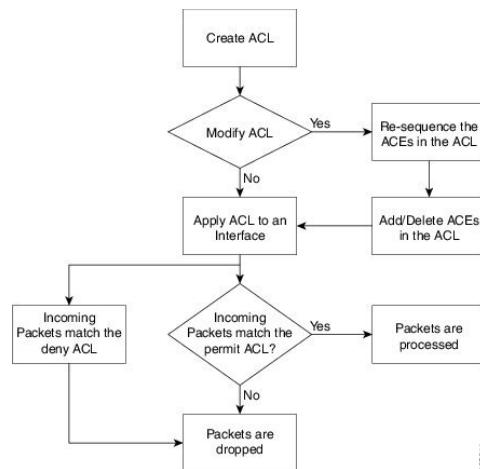 Create ACL
Modify ACL
Yes
Re-sequence the
ACEs in the ACL
No
Apply ACL to an
Interface
Add/Delete ACEs
in the ACL
Incoming
Packets match the
deny ACL
Incoming
Packets match the
permit ACL?
Yes
Packets are
processed
No
Packets are
dropped